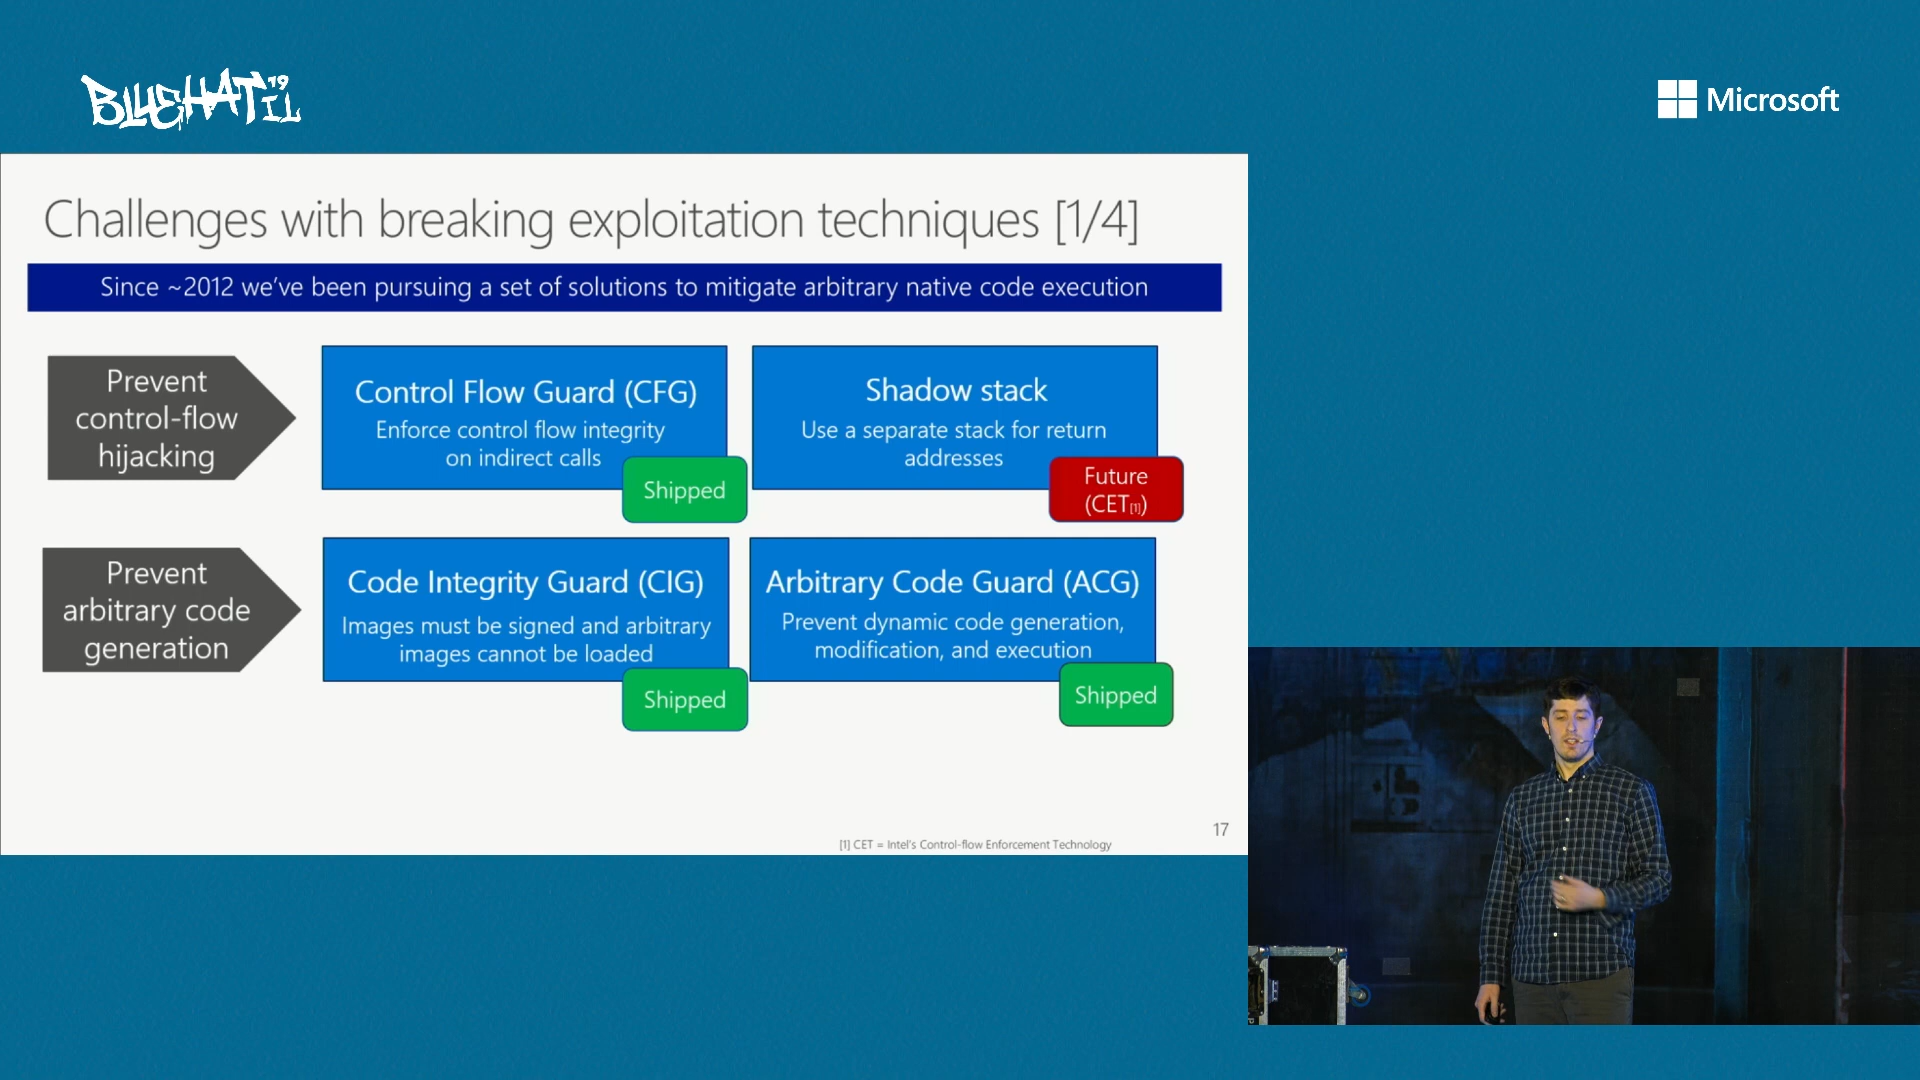 BLUEHAT 19 IL
Microsoft
Challenges with breaking exploitation techniques [1/4]
Since ~2012 we've been pursuing a set of solutions to mitigate arbitrary native code execution
Prevent
control-flow
hijacking
Control Flow Guard (CFG)
Enforce control flow integrity
on indirect calls
Shipped
Shadow stack
Use a separate stack for return
addresses
Future
(CET[1])
Prevent
arbitrary code
generation
Code Integrity Guard (CIG)
Images must be signed and arbitrary
images cannot be loaded
Shipped
Arbitrary Code Guard (ACG)
Prevent dynamic code generation,
modification, and execution
Shipped
17
[1] CET = Intel's Control-flow Enforcement Technology